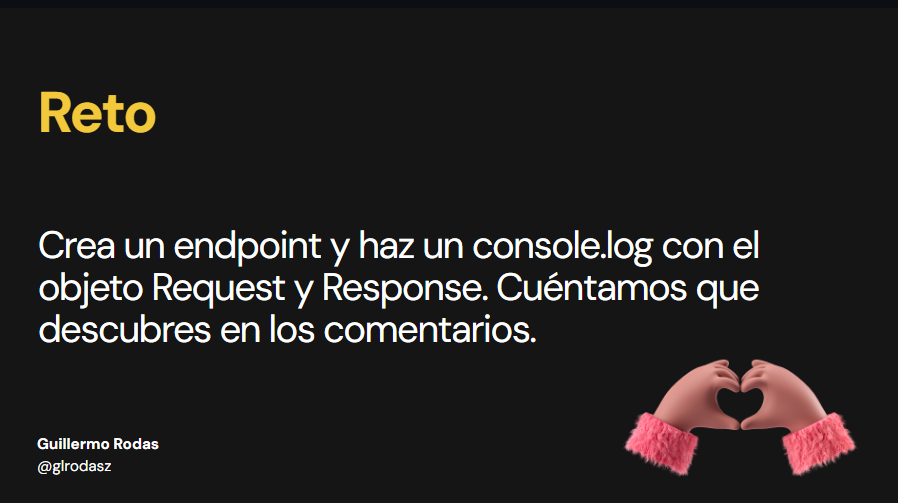 Reto
Crea un endpoint y haz un console.log con el
objeto Request y Response. Cuéntamos que
descubres en los comentarios.
Guillermo Rodas
@glrodasz